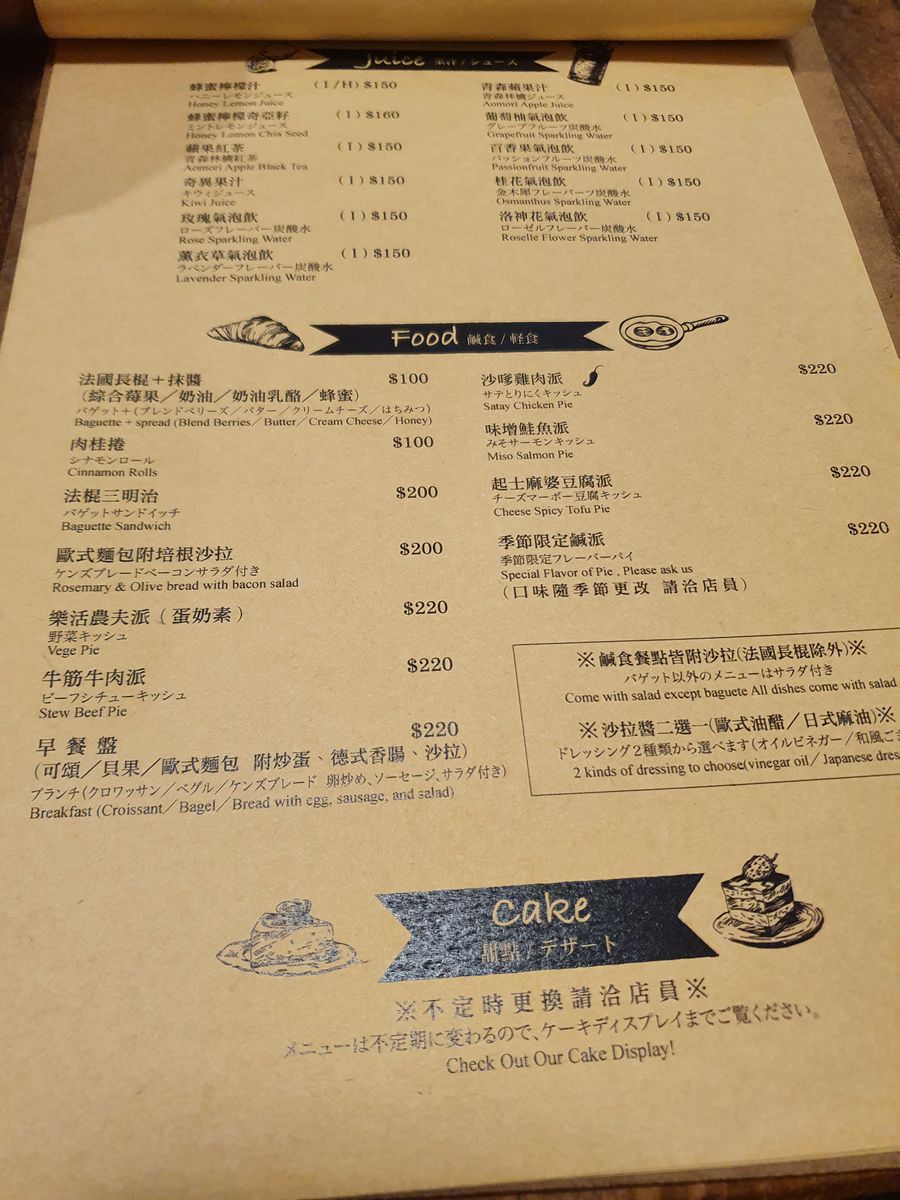 Juice 果汁 / ジュース
蜂蜜檸檬汁 ( I / H) $150
ハニーレモンジュース
Honey Lemon Juice
蜂蜜檸檬奇亞籽 ( I ) $160
ミントレモンジュース
Honey Lemon Chia Seed
蘋果紅茶 ( I ) $150
青森林檎紅茶
Aomori Apple Black Tea
奇異果汁 ( I ) $150
キウィジュース
Kiwi Juice
玫瑰氣泡飲 ( I ) $150
ローズフレーバー炭酸水
Rose Sparkling Water
薰衣草氣泡飲 ( I ) $150
ラベンダーフレーバー炭酸水
Lavender Sparkling Water
青森蘋果汁 ( I ) $150
青森林檎ジュース
Aomori Apple Juice
葡萄柚氣泡飲 ( I ) $150
グレープフルーツ炭酸水
Grapefruit Sparkling Water
百香果氣泡飲 ( I ) $150
パッションフルーツ炭酸水
Passionfruit Sparkling Water
桂花氣泡飲 ( I ) $150
金木犀フレーバーツ炭酸水
Osmanthus Sparkling Water
洛神花氣泡飲 ( I ) $150
ローゼルフレーバー炭酸水
Roselle Flower Sparkling Water
Food 鹹食 / 軽食
法國長棍＋抹醬 $100
(綜合莓果／奶油／奶油乳酪／蜂蜜)
バゲット+ (ブレンドベリーズ／バター／クリームチーズ／はちみつ)
Baguette + spread (Blend Berries／Butter／Cream Cheese／Honey)
肉桂捲 $100
シナモンロール
Cinnamon Rolls
法棍三明治 $200
バゲットサンドイッチ
Baguette Sandwich
歐式麵包附培根沙拉 $200
ケンズブレードベーコンサラダ付き
Rosemary & Olive bread with bacon salad
樂活農夫派 ( 蛋奶素 ) $220
野菜キッシュ
Vege Pie
牛筋牛肉派 $220
ビーフシチューキッシュ
Stew Beef Pie
早餐盤 $220
(可頌／貝果／歐式麵包 附炒蛋、德式香腸、沙拉)
ブランチ(クロワッサン／ベグル／ケンズブレード 卵炒め、ソーセージ、サラダ付き)
Breakfast (Croissant／Bagel／Bread with egg, sausage, and salad)
沙嗲雞肉派 $220
サテとりにくキッシュ
Satay Chicken Pie
味增鮭魚派 $220
みそサーモンキッシュ
Miso Salmon Pie
起士麻婆豆腐派 $220
チーズマーボー豆腐キッシュ
Cheese Spicy Tofu Pie
季節限定鹹派 $220
季節限定フレーバーパイ
Special Flavor of Pie , Please ask us
( 口味隨季節更改 請洽店員 )
※ 鹹食餐點皆附沙拉(法國長棍除外)※
バゲット以外のメニューはサラダ付き
Come with salad except baguete All dishes come with salad
※ 沙拉醬二選一(歐式油醋／日式麻油)※
ドレッシング２種類から選べます(オイルビネガー／和風ご
2 kinds of dressing to choose(vinegar oil／Japanese
Cake
甜點 / デザート
※不定時更換請洽店員※
メニューは不定期に変わるので、ケーキディスプレイまでご覧ください。
Check Out Our Cake Display!